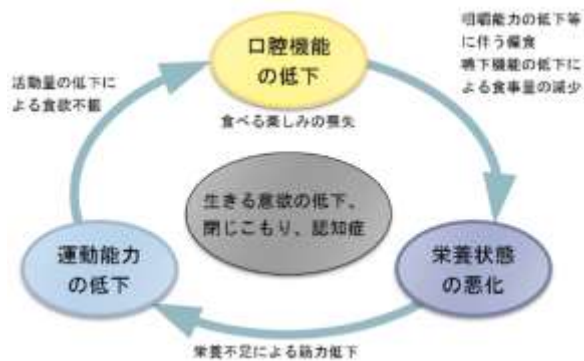 口腔機能
の低下
食べる楽しみの喪失
咀嚼能力の低下等
に伴う偏食
嚥下機能の低下に
よる食事量の減少
活動量の低下に
よる食欲不振
生きる意欲の低下、
閉じこもり、認知症
運動能力
の低下
栄養状態
の悪化
栄養不足による筋力低下